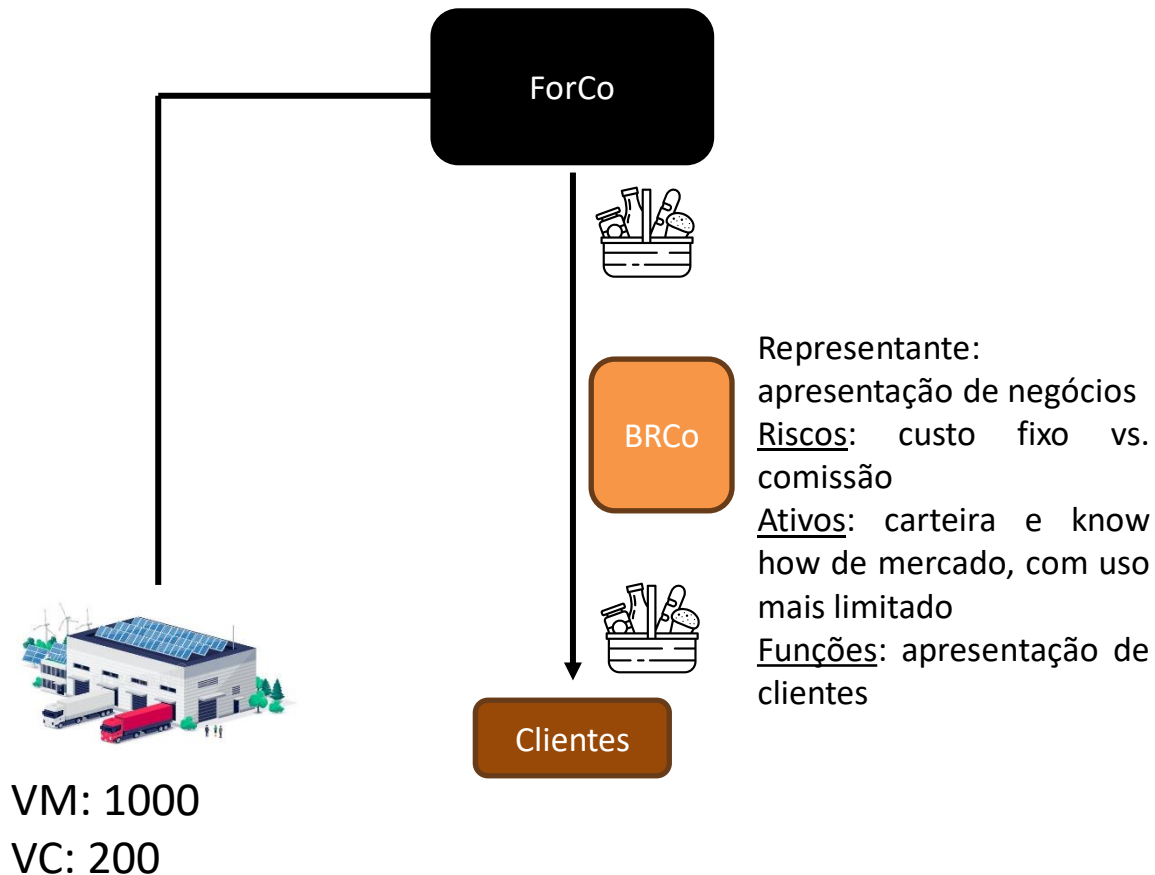 ForCo
BRCo
Representante:
apresentação de negócios
Riscos: custo fixo vs.
comissão
Ativos: carteira e know
how de mercado, com uso
mais limitado
Funções: apresentação de
clientes
Clientes
VM: 1000
VC: 200